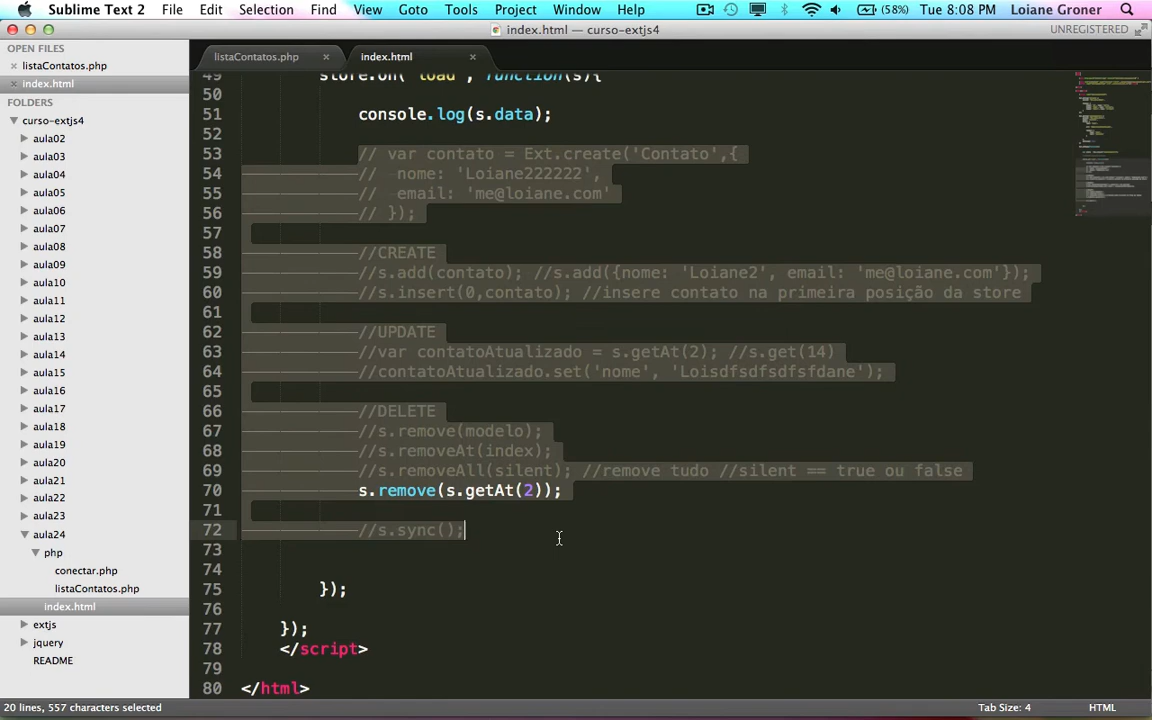 Sublime Text 2 File Edit Selection Find View Goto Tools Project Window Help (58%) Tue 8:08 PM Loiane Groner
index.html — curso-extjs4 UNREGISTERED
OPEN FILES
listaContatos.php
index.html
FOLDERS
curso-extjs4
aula02
aula03
aula04
aula05
aula06
aula07
aula08
aula09
aula10
aula11
aula12
aula13
aula14
aula15
aula16
aula17
aula18
aula19
aula20
aula21
aula22
aula23
aula24
php
conectar.php
listaContatos.php
index.html
extjs
jquery
README
listaContatos.php index.html
49 store.on( 'load', function(s){
50
51 console.log(s.data);
52
53 // var contato = Ext.create('Contato',{
54 // nome: 'Loiane222222',
55 // email: 'me@loiane.com'
56 // });
57
58 //CREATE
59 //s.add(contato); //s.add({nome: 'Loiane2', email: 'me@loiane.com'});
60 //s.insert(0,contato); //insere contato na primeira posição da store
61
62 //UPDATE
63 //var contatoAtualizado = s.getAt(2); //s.get(14)
64 //contatoAtualizado.set('nome', 'Loisdfsdfsdfsfdane');
65
66 //DELETE
67 //s.remove(modelo);
68 //s.removeAt(index);
69 //s.removeAll(silent); //remove tudo //silent == true ou false
70 s.remove(s.getAt(2));
71
72 //s.sync();
73
74
75 });
76
77 });
78 </script>
79
80 </html>
20 lines, 557 characters selected Tab Size: 4 HTML